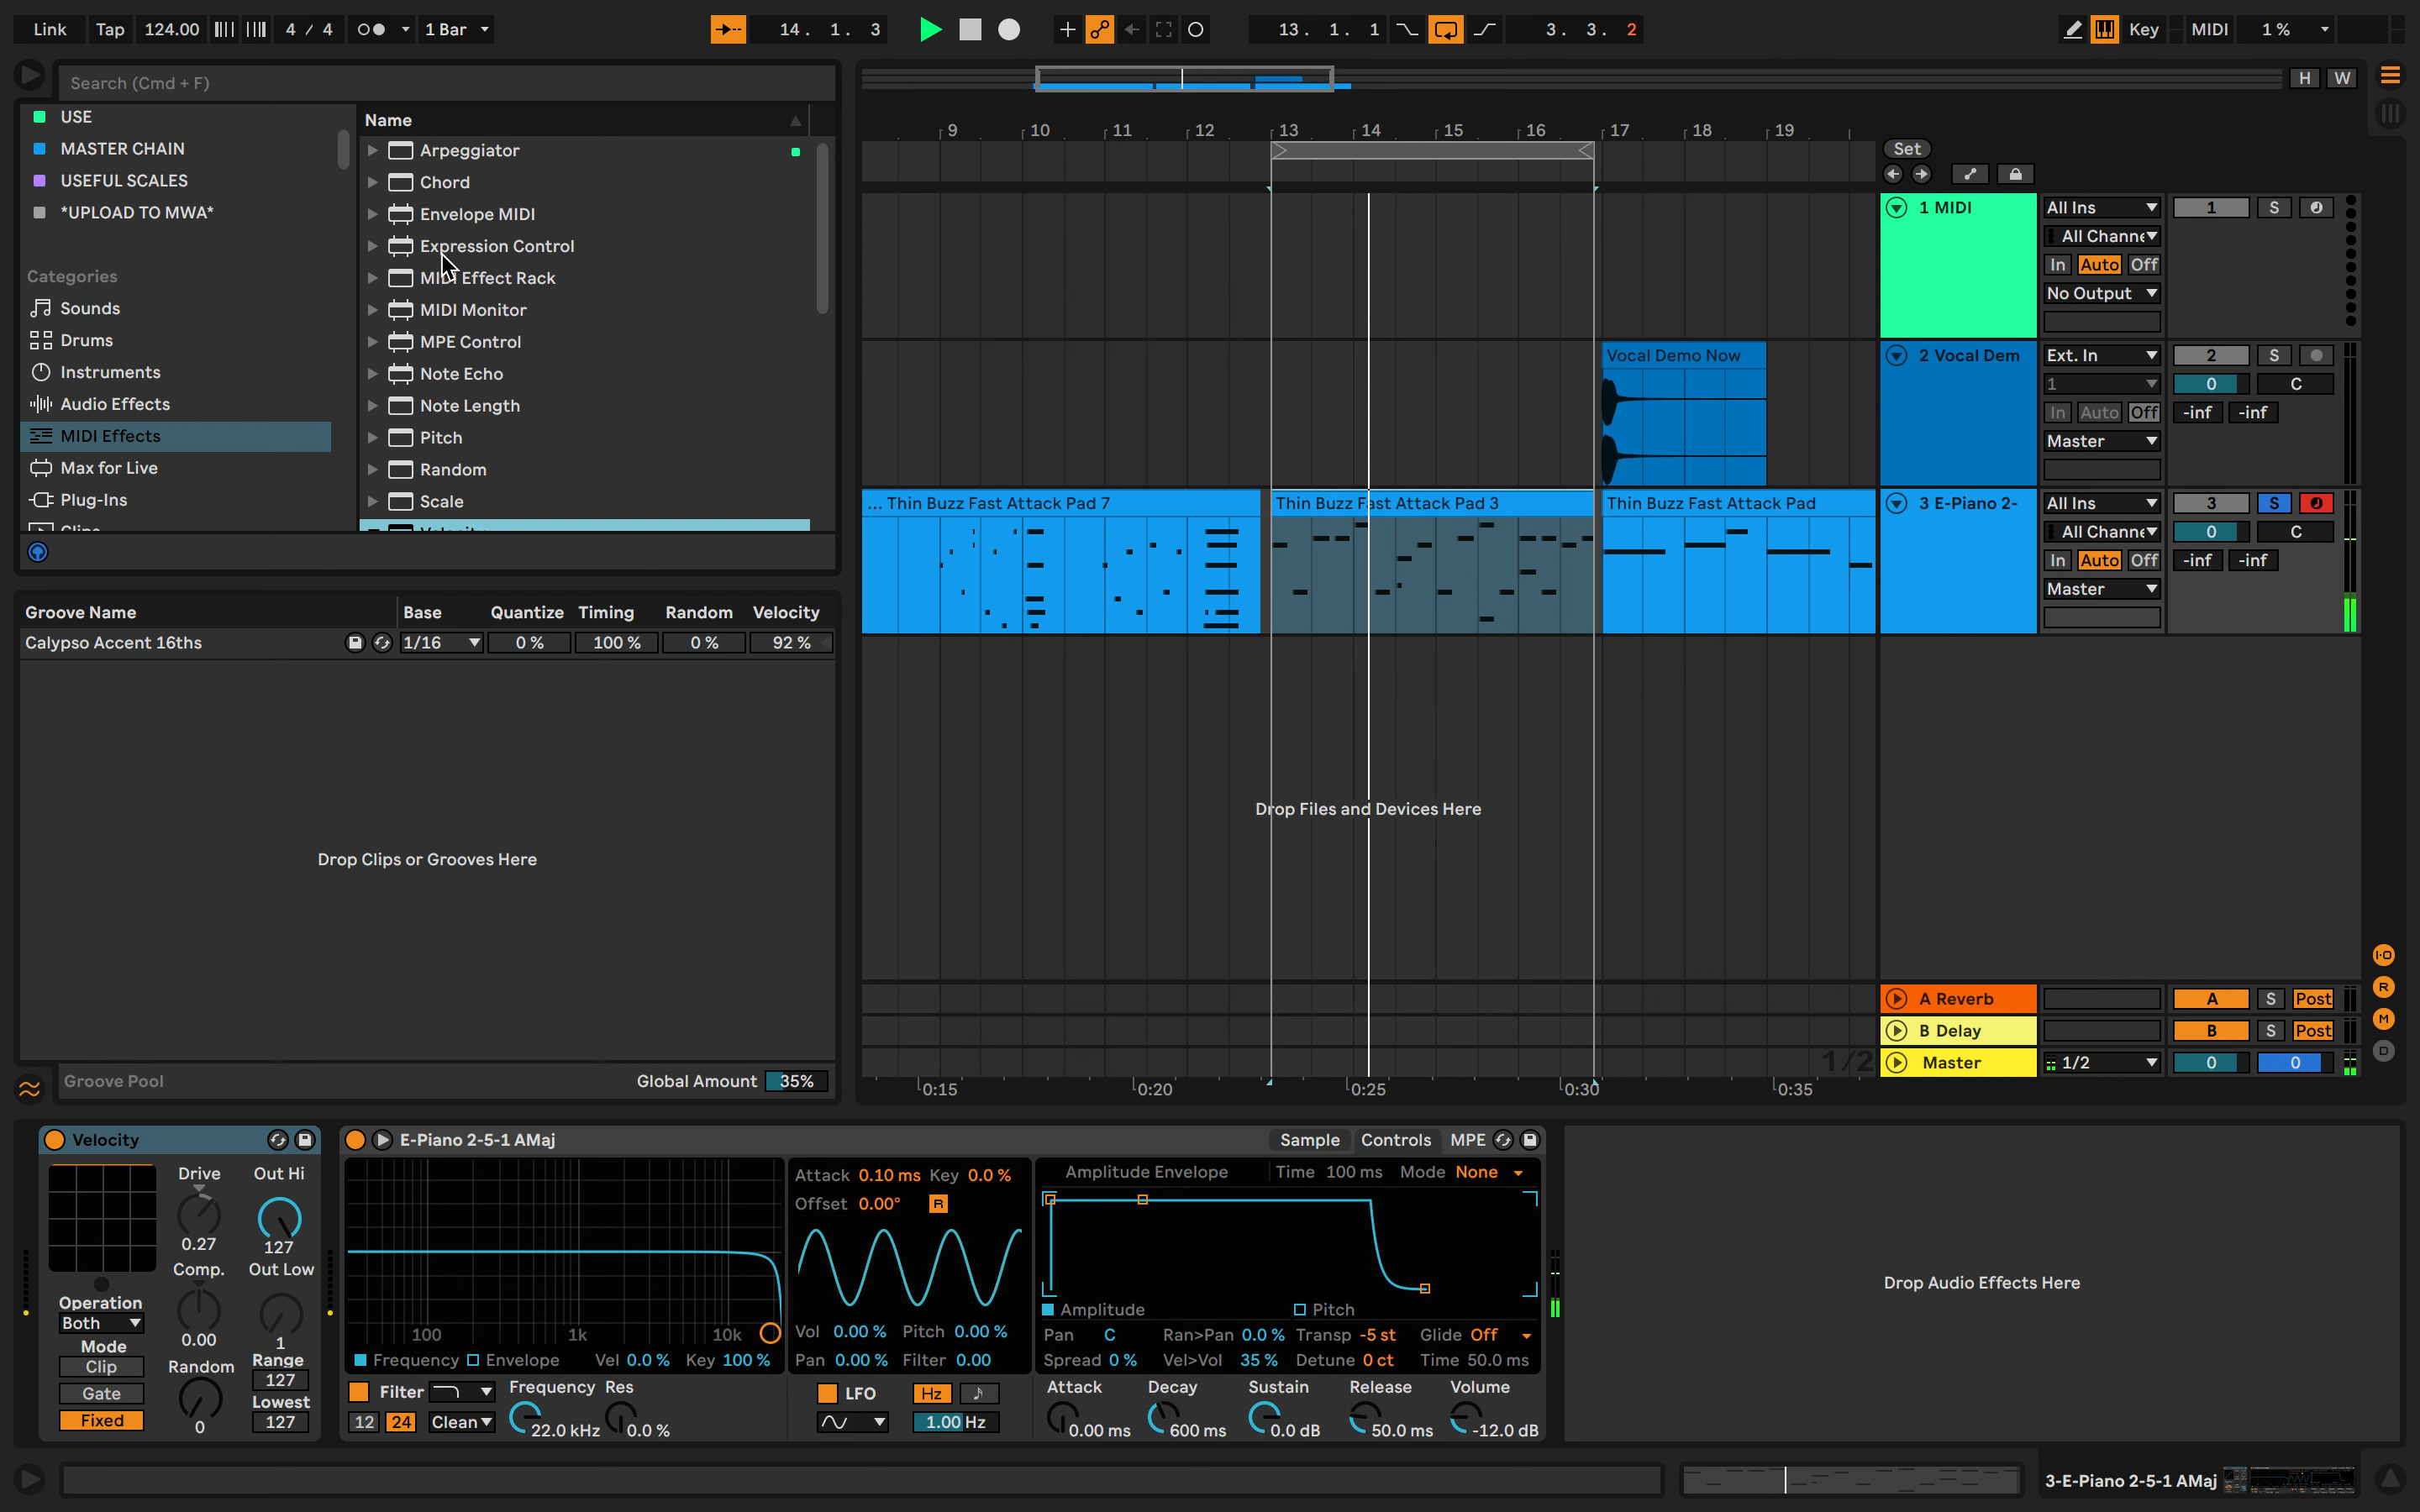 Link Tap 124.00 4 / 4 1 Bar 14. 1. 3 13. 1. 1 3. 3. 2 Key MIDI 1 %
Search (Cmd + F)
H W
USE
MASTER CHAIN
USEFUL SCALES
*UPLOAD TO MWA*
Categories
Sounds
Drums
Instruments
Audio Effects
MIDI Effects
Max for Live
Plug-Ins
Name
Arpeggiator
Chord
Envelope MIDI
Expression Control
MIDI Effect Rack
MIDI Monitor
MPE Control
Note Echo
Note Length
Pitch
Random
Scale
9 10 11 12 13 14 15 16 17 18 19
Set
1 MIDI All Ins 1 S
All Channe
In Auto Off
No Output
Vocal Demo Now
2 Vocal Dem Ext. In 2 S
1 0 C
In Auto Off -inf -inf
Master
... Thin Buzz Fast Attack Pad 7 Thin Buzz Fast Attack Pad 3 Thin Buzz Fast Attack Pad
3 E-Piano 2- All Ins 3 S
All Channe 0 C
In Auto Off -inf -inf
Master
Groove Name Base Quantize Timing Random Velocity
Calypso Accent 16ths 1/16 0 % 100 % 0 % 92 %
Drop Files and Devices Here
Drop Clips or Grooves Here
I·O
R
M
D
A Reverb A S Post
B Delay B S Post
1/2 Master 1/2 0 0
Groove Pool Global Amount 35%
0:15 0:20 0:25 0:30 0:35
Velocity
Drive Out Hi
0.27 127
Comp. Out Low
Operation
Both
0.00 1
Mode
Clip
Gate
Fixed
Random
0
Range
127
Lowest
127
E-Piano 2-5-1 AMaj Sample Controls MPE
100 1k 10k
Frequency Envelope Vel 0.0 % Key 100 %
Filter Frequency Res
12 24 Clean 22.0 kHz 0.0 %
Attack 0.10 ms Key 0.0 %
Offset 0.00° R
Vol 0.00 % Pitch 0.00 %
Pan 0.00 % Filter 0.00
LFO Hz
1.00 Hz
Amplitude Envelope Time 100 ms Mode None
Amplitude Pitch
Pan C Ran>Pan 0.0 % Transp -5 st Glide Off
Spread 0 % Vel>Vol 35 % Detune 0 ct Time 50.0 ms
Attack Decay Sustain Release Volume
0.00 ms 600 ms 0.0 dB 50.0 ms -12.0 dB
Drop Audio Effects Here
3-E-Piano 2-5-1 AMaj